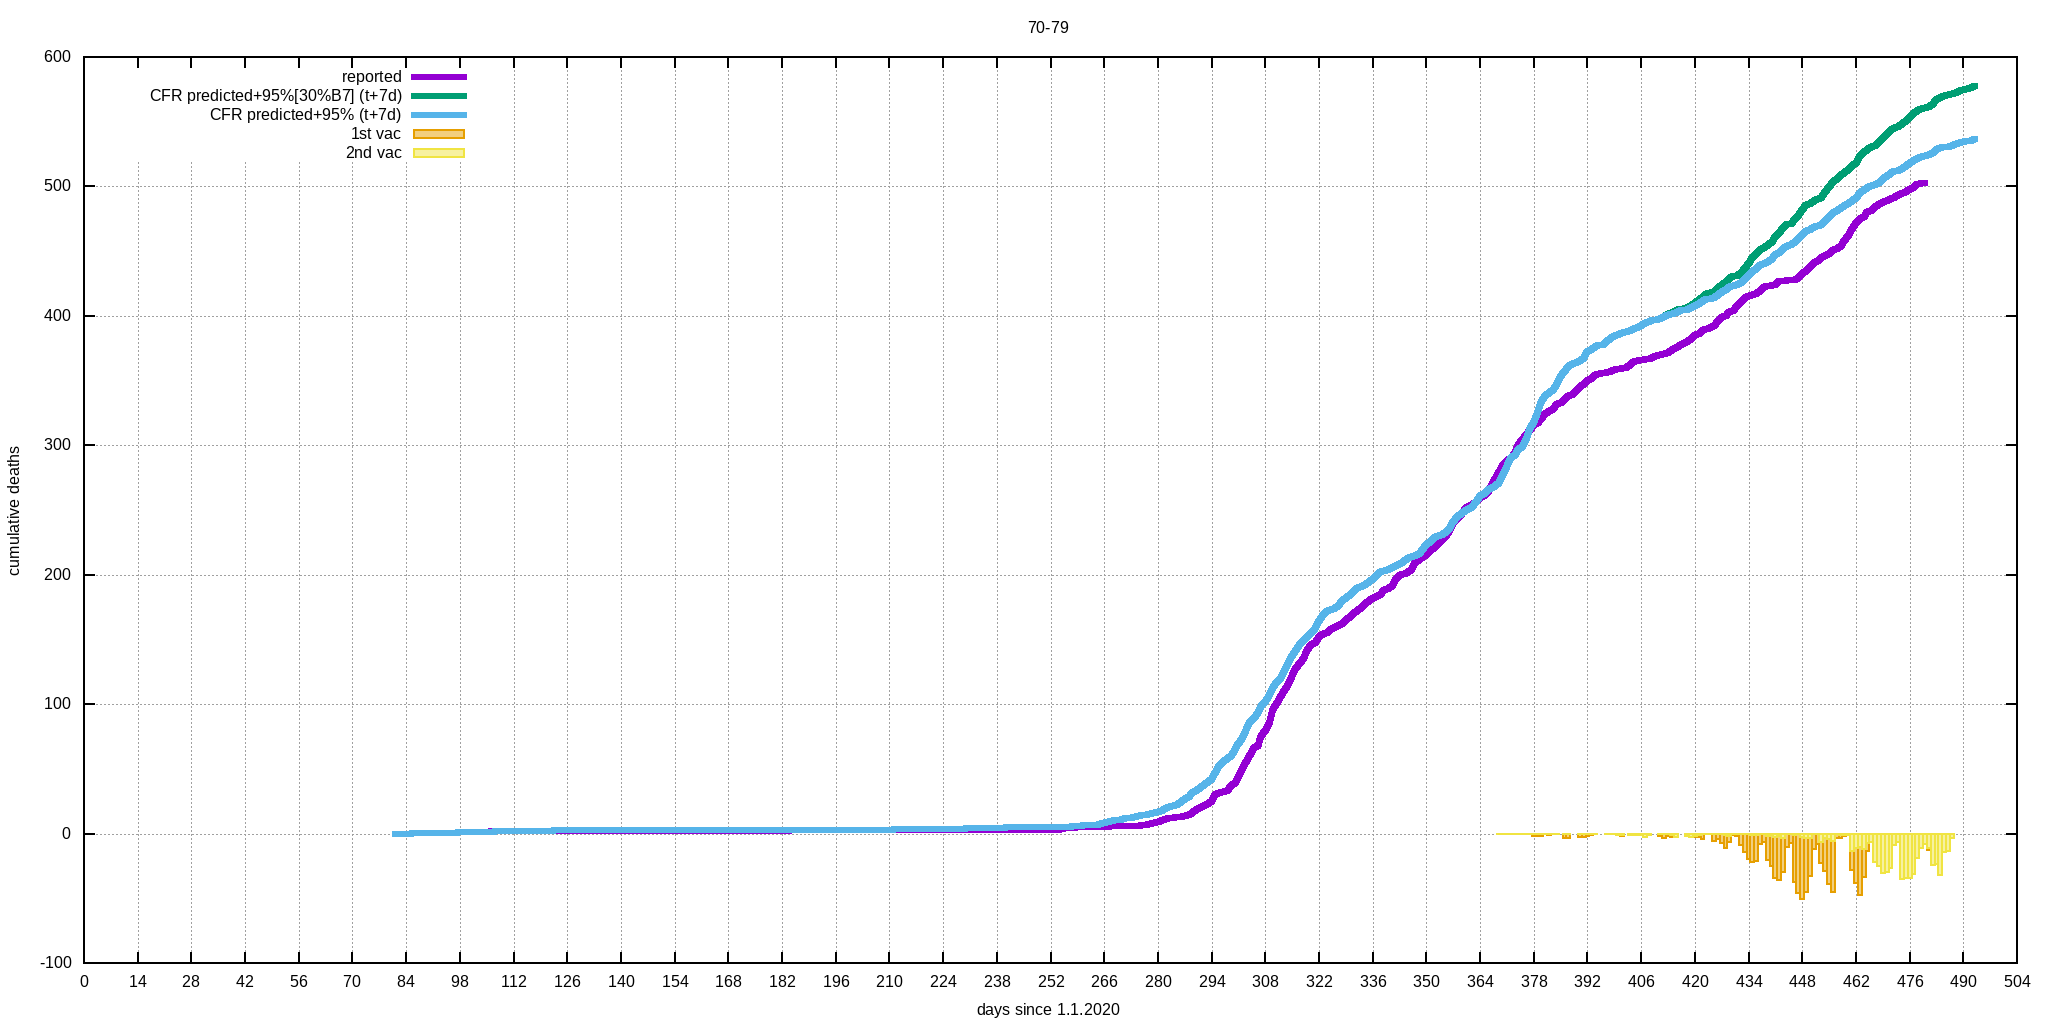 70-79
600
500
400
300
200
100
0
-100
reported
CFR predicted+95%[30%B7] (t+7d)
CFR predicted+95% (t+7d)
1st vac
2nd vac
cumulative deaths
0 14 28 42 56 70 84 98 112 126 140 154 168 182 196 210 224 238 252 266 280 294 308 322 336 350 364 378 392 406 420 434 448 462 476 490 504
days since 1.1.2020